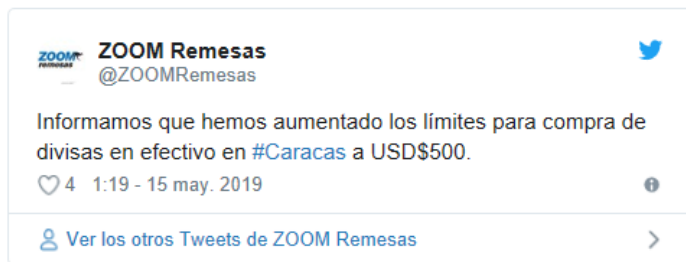 ZOOM
remesas
ZOOM Remesas
@ZOOMRemesas
Informamos que hemos aumentado los límites para compra de
divisas en efectivo en #Caracas a USD$500.
4 1:19 - 15 may. 2019
Ver los otros Tweets de ZOOM Remesas